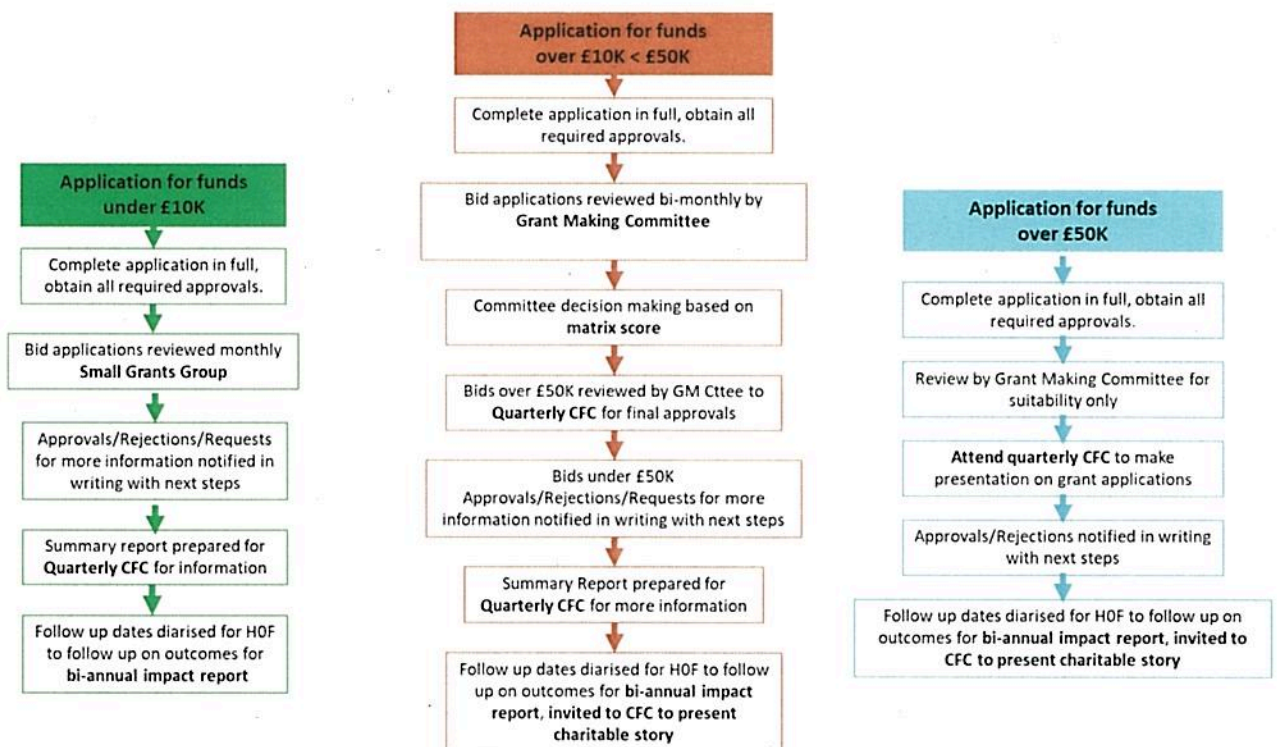 Application for funds
under £10K
Complete application in full,
obtain all required approvals.
Bid applications reviewed monthly
Small Grants Group
Approvals/Rejections/Requests
for more information notified in
writing with next steps
Summary report prepared for
Quarterly CFC for information
Follow up dates diarised for H0F
to follow up on outcomes for
bi-annual impact report
Application for funds
over £10K < £50K
Complete application in full, obtain all
required approvals.
Bid applications reviewed bi-monthly by
Grant Making Committee
Committee decision making based on
matrix score
Bids over £50K reviewed by GM Cttee to
Quarterly CFC for final approvals
Bids under £50K
Approvals/Rejections/Requests for more
information notified in writing with next steps
Summary Report prepared for
Quarterly CFC for more information
Follow up dates diarised for H0F to follow
up on outcomes for bi-annual impact
report, invited to CFC to present
charitable story
Application for funds
over £50K
Complete application in full, obtain all
required approvals.
Review by Grant Making Committee for
suitability only
Attend quarterly CFC to make
presentation on grant applications
Approvals/Rejections notified in writing
with next steps
Follow up dates diarised for H0F to follow up on
outcomes for bi-annual impact report, invited to
CFC to present charitable story